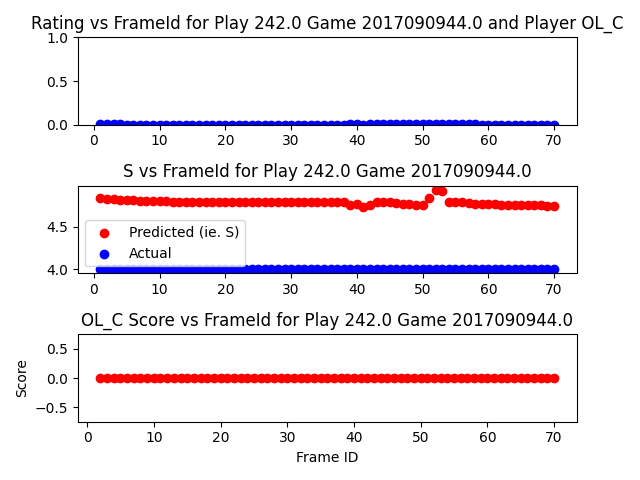 Rating vs FrameId for Play 242.0 Game 2017090944.0 and Player OL_C
1.0
0.5
0.0
0 10 20 30 40 50 60 70
S vs FrameId for Play 242.0 Game 2017090944.0
4.5
4.0
Predicted (ie. S)
Actual
0 10 20 30 40 50 60 70
OL_C Score vs FrameId for Play 242.0 Game 2017090944.0
Score
0.5
0.0
−0.5
0 10 20 30 40 50 60 70
Frame ID